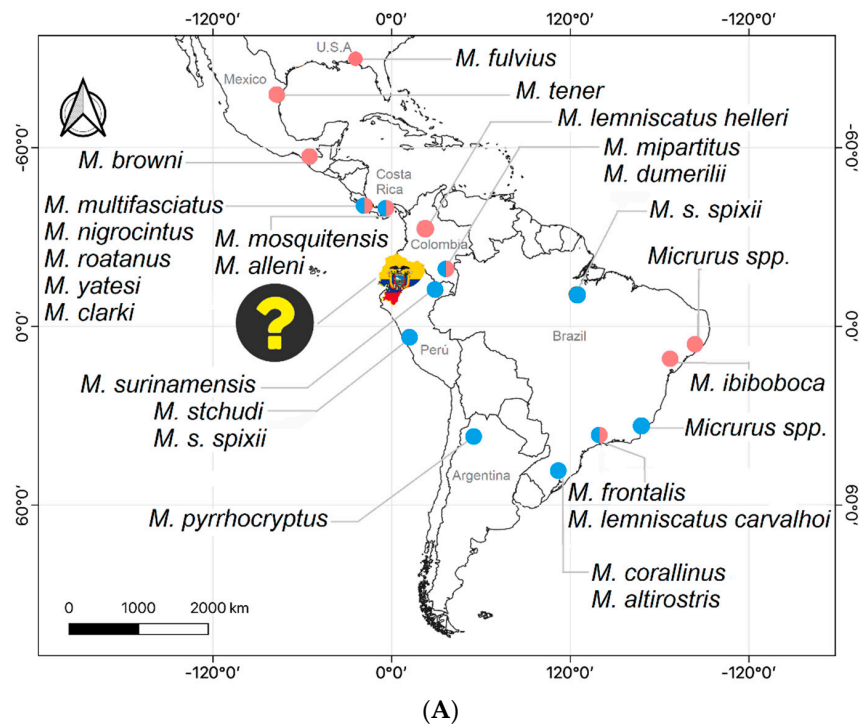 -120°0′ 0°0′ 120°0′ -120°0′
U.S.A
M. fulvius
Mexico
M. tener
M. lemniscatus helleri
-60°0′
M. mipartitus
-60°0′
M. browni
M. dumerilii
Costa
Rica
M. multifasciatus
M. s. spixii
M. nigrocintus
M. mosquitensis
Colombia
M. roatanus
M. alleni
Micrurus spp.
M. yatesi
M. clarki
?
0°0′
Brazil
0°0′
Perú
M. surinamensis
M. ibiboboca
M. stchudi
M. s. spixii
Micrurus spp.
Argentina
M. frontalis
60°0′
M. pyrrhocryptus
M. lemniscatus carvalhoi
60°0′
M. corallinus
M. altirostris
0 1000 2000 km
-120°0′ 0°0′ 120°0′ -120°0′
(A)